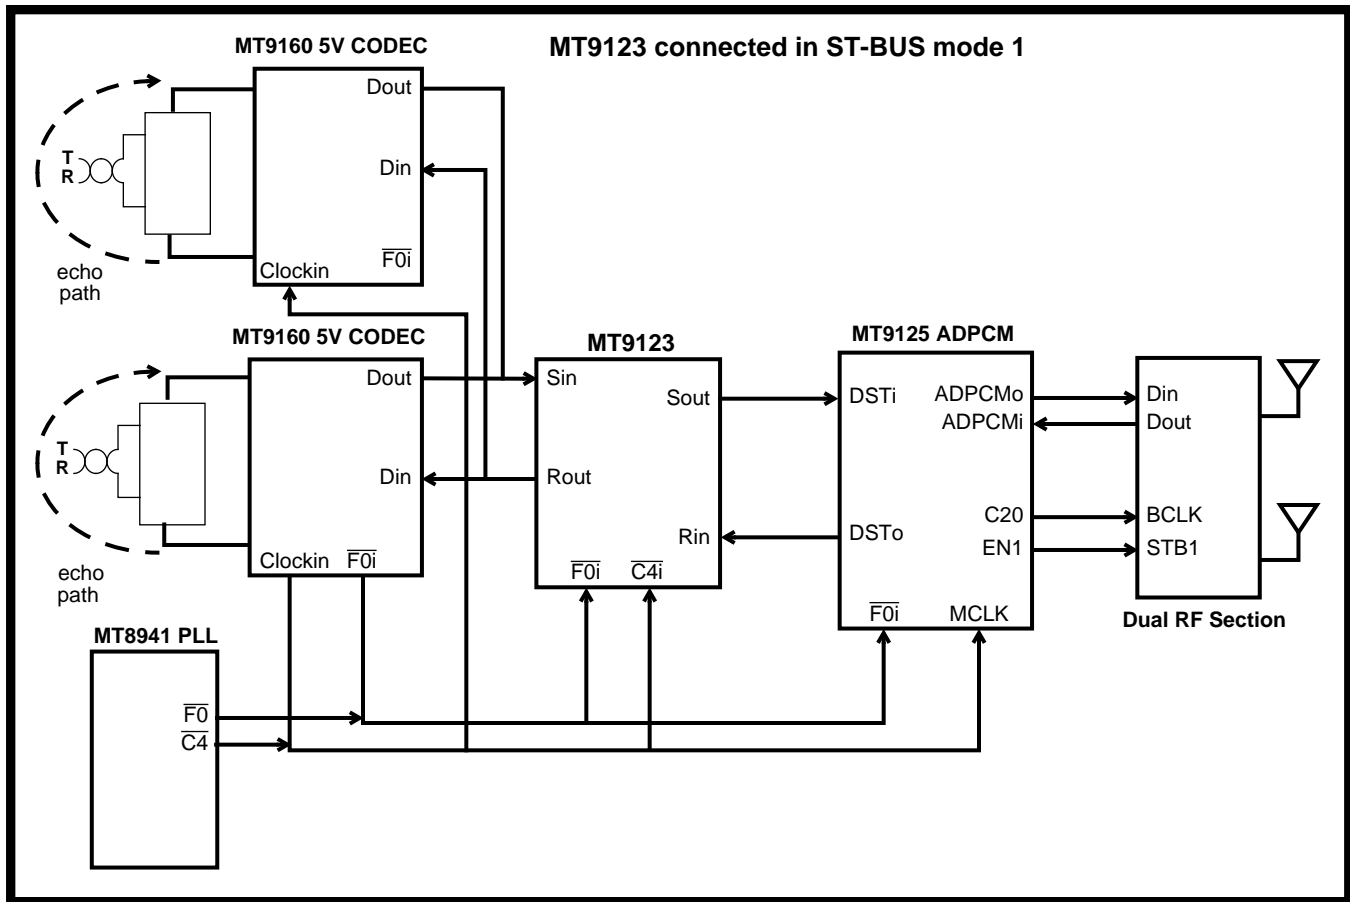 MT9123 connected in ST-BUS mode 1
MT9160 5V CODEC
Dout
Din
F0i
Clockin
T
R
echo
path
MT9160 5V CODEC
Dout
Din
Clockin
F0i
T
R
echo
path
MT9123
Sin
Sout
Rout
Rin
F0i
C4i
MT9125 ADPCM
DSTi
ADPCMo
ADPCMi
C20
DSTo
EN1
F0i
MCLK
Din
Dout
BCLK
STB1
Dual RF Section
MT8941 PLL
F0
C4